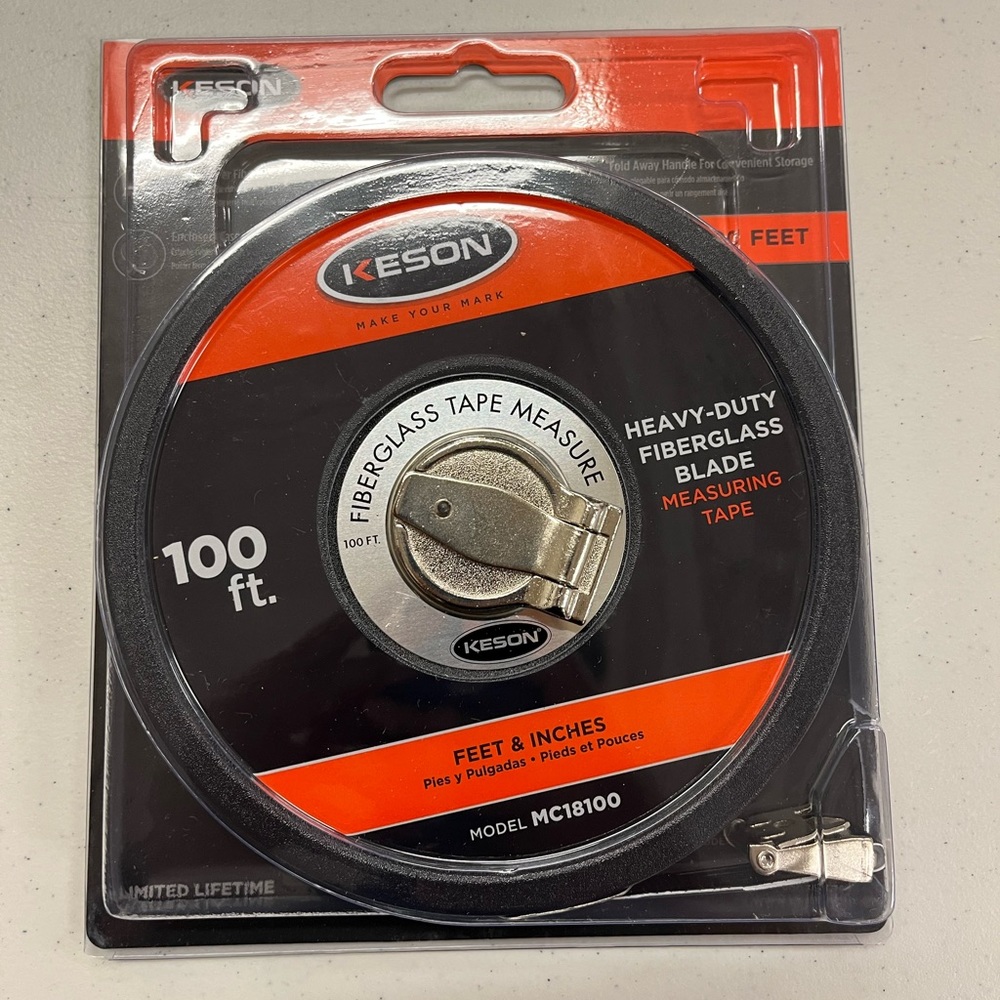 KESON
Fold Away Handle For Convenient Storage
FEET
KESON
MAKE YOUR MARK
FIBERGLASS TAPE MEASURE
100 FT.
KESON®
HEAVY-DUTY
FIBERGLASS
BLADE
MEASURING
TAPE
100
ft.
FEET & INCHES
Pies y Pulgadas • Pieds et Pouces
MODEL MC18100
LIMITED LIFETIME